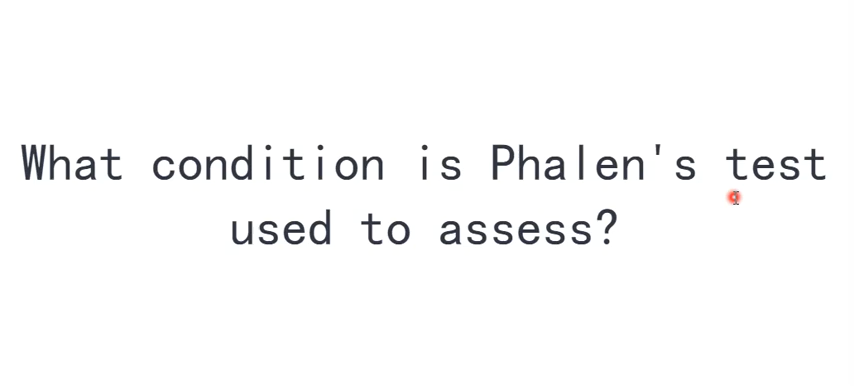 What condition is Phalen's test
used to assess?